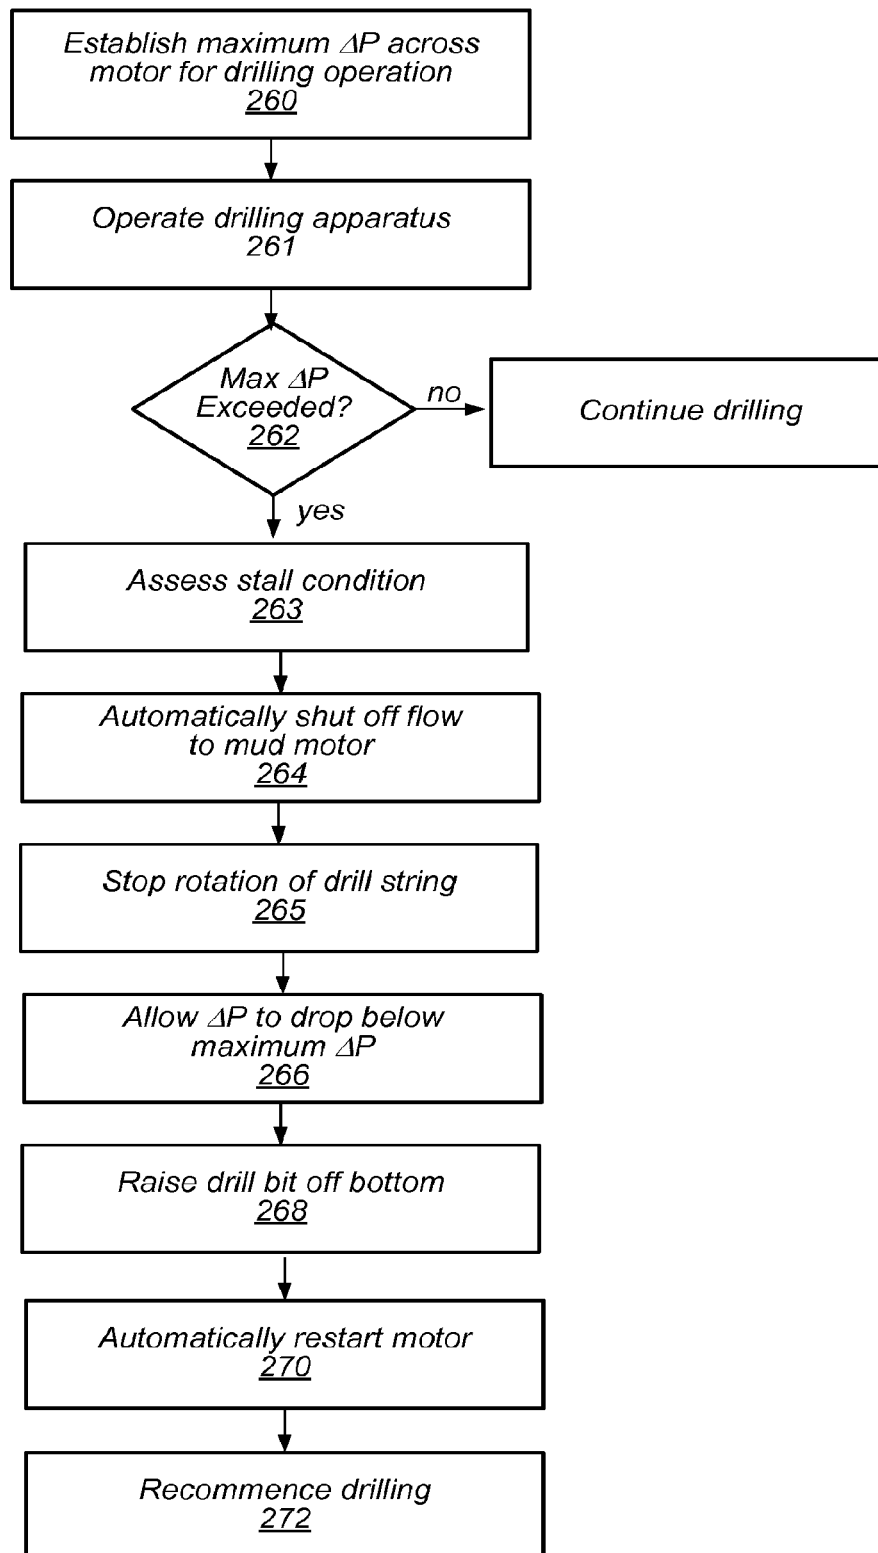 Establish maximum ΔP across
motor for drilling operation
260
Operate drilling apparatus
261
Max ΔP
Exceeded?
262
no
Continue drilling
yes
Assess stall condition
263
Automatically shut off flow
to mud motor
264
Stop rotation of drill string
265
Allow ΔP to drop below
maximum ΔP
266
Raise drill bit off bottom
268
Automatically restart motor
270
Recommence drilling
272